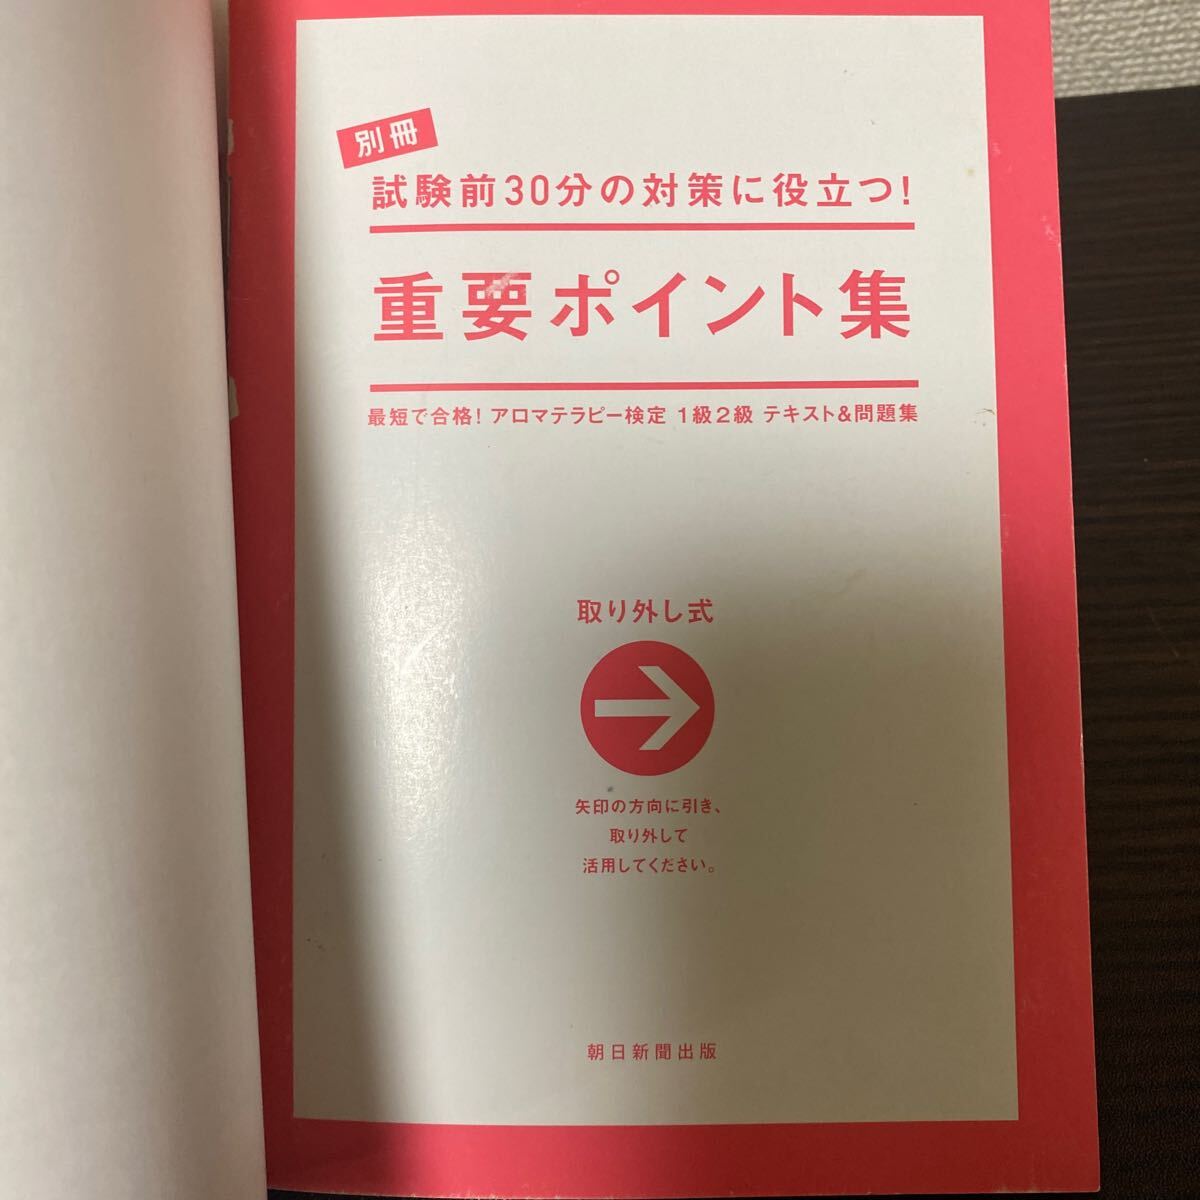 別冊
試験前30分の対策に役立つ!
重要ポイント集
最短で合格! アロマテラピー検定 1級2級 テキスト&問題集
取り外し式
矢印の方向に引き、
取り外して
活用してください。
朝日新聞出版